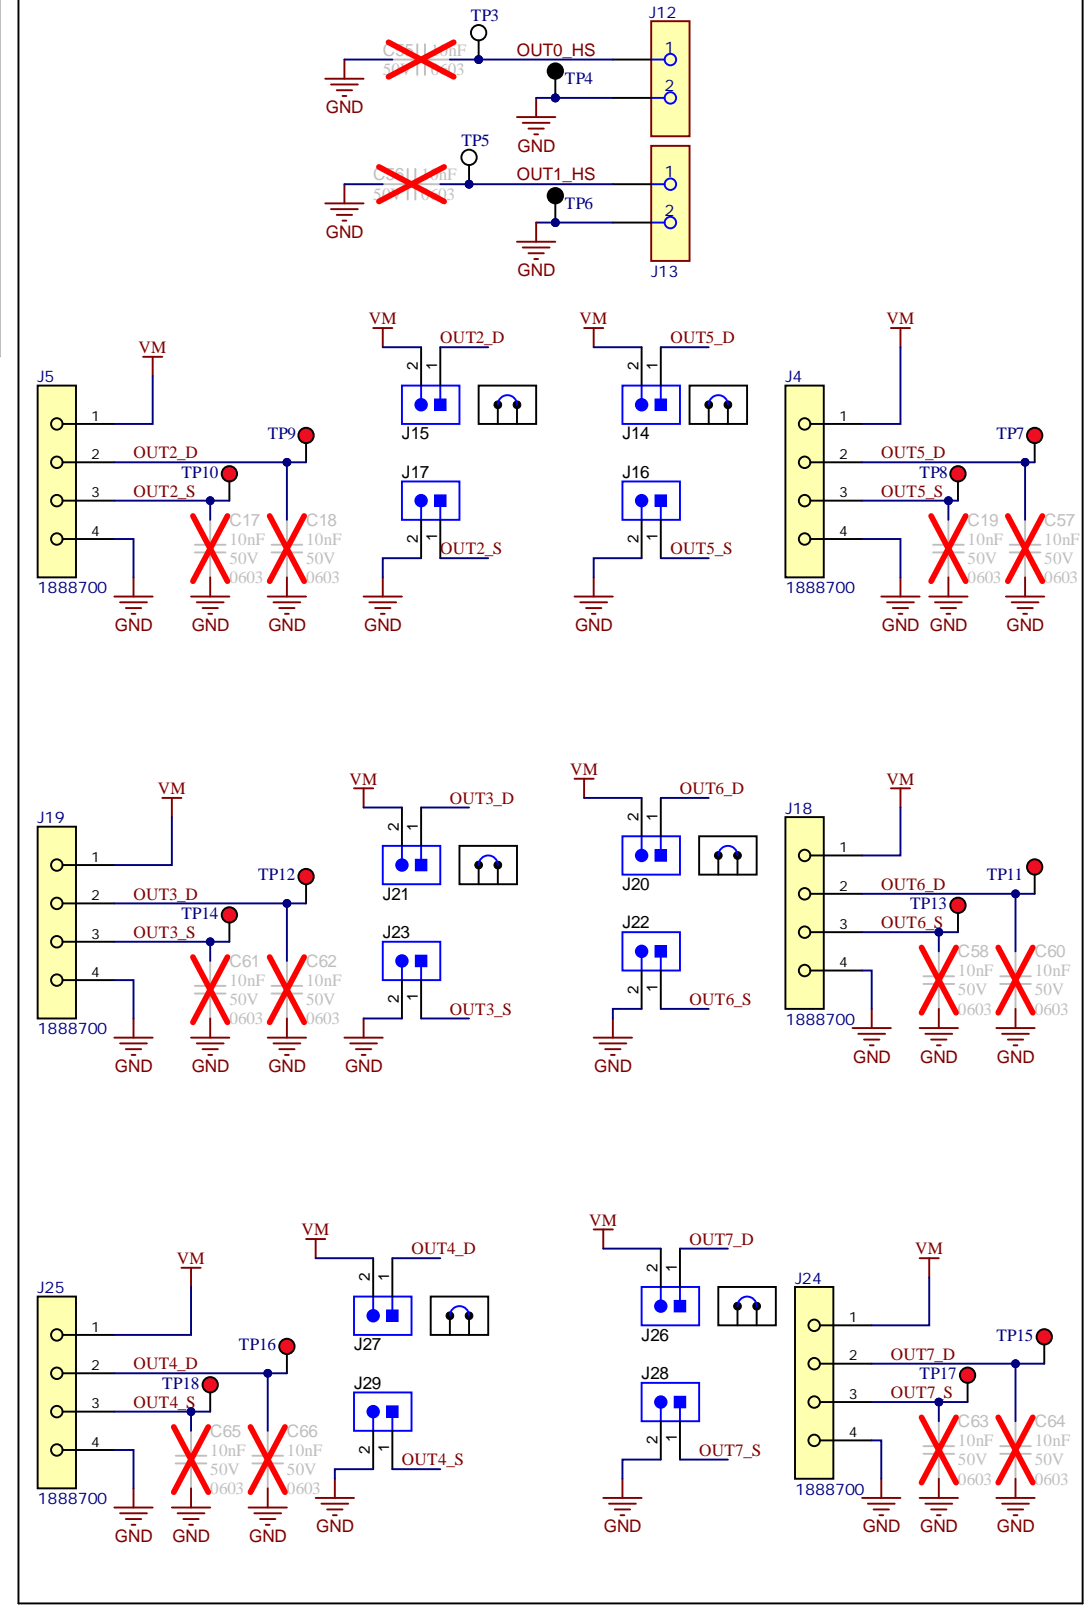 TP3
J12
C55 10nF
50V 0603
OUT0_HS
1
TP4
2
GND
GND
TP5
C56 10nF
50V 0603
OUT1_HS
1
TP6
2
GND
GND
J13
VM
OUT2_D
2
1
J15
J17
2
1
OUT2_S
GND
VM
OUT5_D
2
1
J14
J16
2
1
OUT5_S
GND
J5
VM
1
2
OUT2_D
TP9
3
OUT2_S
TP10
4
1888700
C17
10nF
50V
0603
C18
10nF
50V
0603
GND
GND
GND
J4
VM
1
2
OUT5_D
TP7
3
OUT5_S
TP8
4
1888700
C19
10nF
50V
0603
C57
10nF
50V
0603
GND
GND
GND
J19
VM
1
2
OUT3_D
TP12
3
OUT3_S
TP14
4
1888700
C61
10nF
50V
0603
C62
10nF
50V
0603
GND
GND
GND
VM
OUT3_D
2
1
J21
J23
2
1
OUT3_S
GND
VM
OUT6_D
2
1
J20
J22
2
1
OUT6_S
GND
J18
VM
1
2
OUT6_D
TP11
3
OUT6_S
TP13
4
1888700
C58
10nF
50V
0603
C60
10nF
50V
0603
GND
GND
GND
J25
VM
1
2
OUT4_D
TP16
3
OUT4_S
TP18
4
1888700
C65
10nF
50V
0603
C66
10nF
50V
0603
GND
GND
GND
VM
OUT4_D
2
1
J27
J29
2
1
OUT4_S
GND
VM
OUT7_D
2
1
J26
J28
2
1
OUT7_S
GND
J24
VM
1
2
OUT7_D
TP15
3
OUT7_S
TP17
4
1888700
C63
10nF
50V
0603
C64
10nF
50V
0603
GND
GND
GND